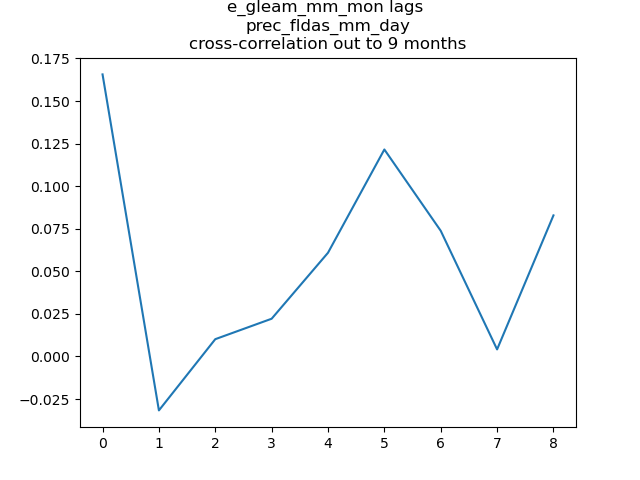 e_gleam_mm_mon lags
prec_fldas_mm_day
cross-correlation out to 9 months
0.175
0.150
0.125
0.100
0.075
0.050
0.025
0.000
−0.025
0 1 2 3 4 5 6 7 8